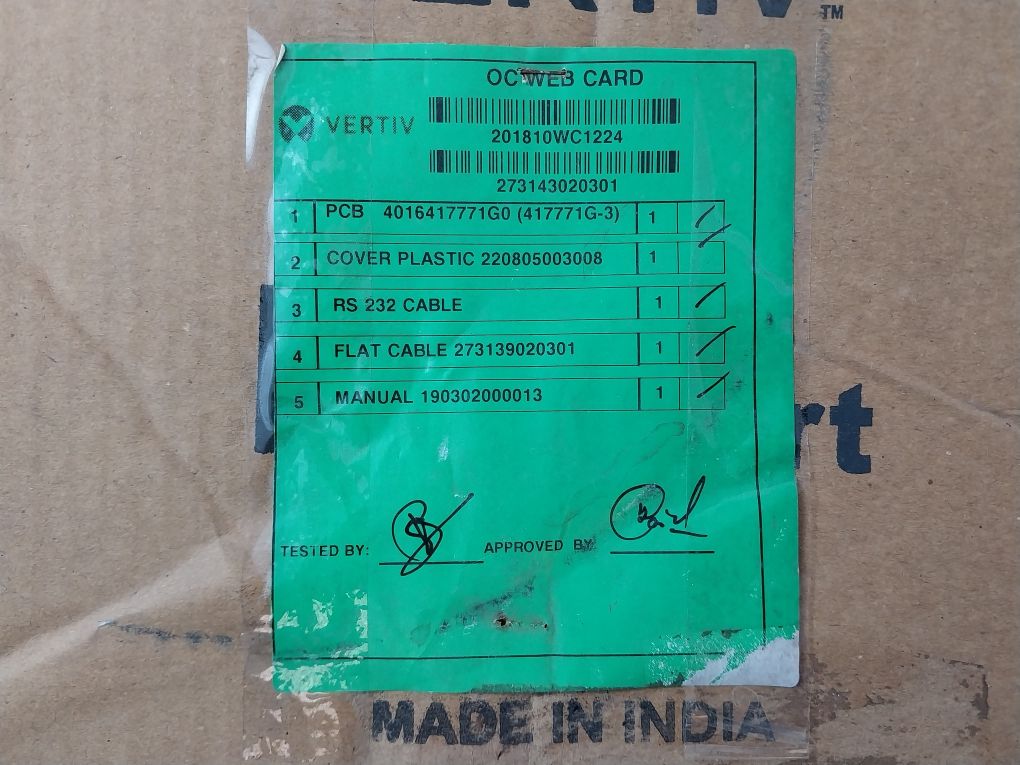 TM
OC WEB CARD
VERTIV
201810WC1224
273143020301
1 PCB 4016417771G0 (417771G-3) 1
2 COVER PLASTIC 220805003008 1
3 RS 232 CABLE 1
4 FLAT CABLE 273139020301 1
5 MANUAL 190302000013 1
rt
TESTED BY:
APPROVED BY:
MADE IN INDIA